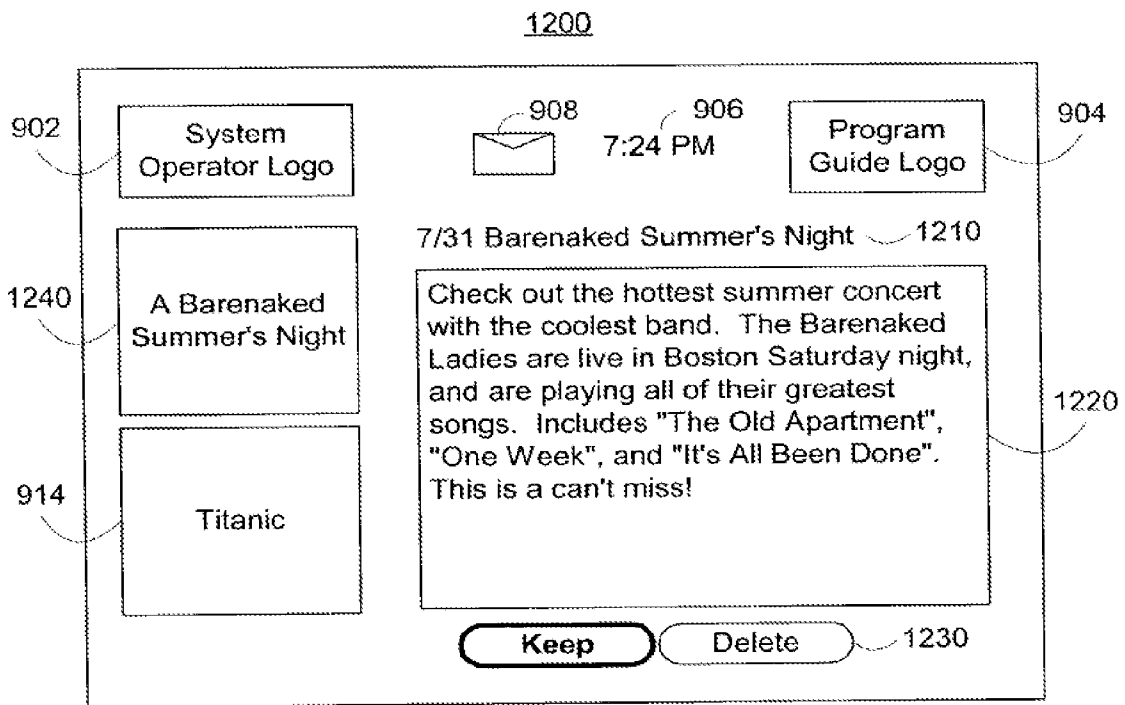 1200
902
System
Operator Logo
908
906
7:24 PM
Program
Guide Logo
904
7/31 Barenaked Summer's Night
1210
1240
A Barenaked
Summer's Night
Check out the hottest summer concert
with the coolest band. The Barenaked
Ladies are live in Boston Saturday night,
and are playing all of their greatest
songs. Includes "The Old Apartment",
"One Week", and "It's All Been Done".
This is a can't miss!
1220
914
Titanic
Keep
Delete
1230